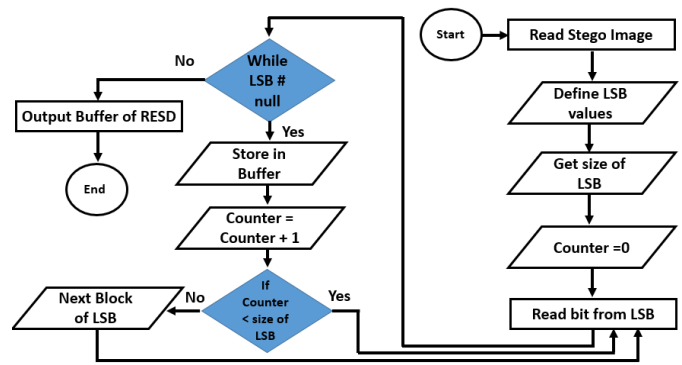 Start
Read Stego Image
Define LSB
values
Get size of
LSB
Counter =0
Read bit from LSB
While
LSB #
null
No
Output Buffer of RESD
End
Yes
Store in
Buffer
Counter =
Counter + 1
If
Counter
< size of
LSB
No
Next Block
of LSB
Yes